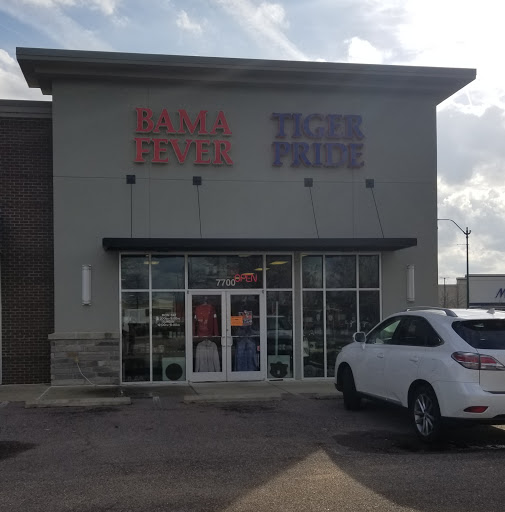 BAMA
FEVER
TIGER
PRIDE
7700
OPEN
M